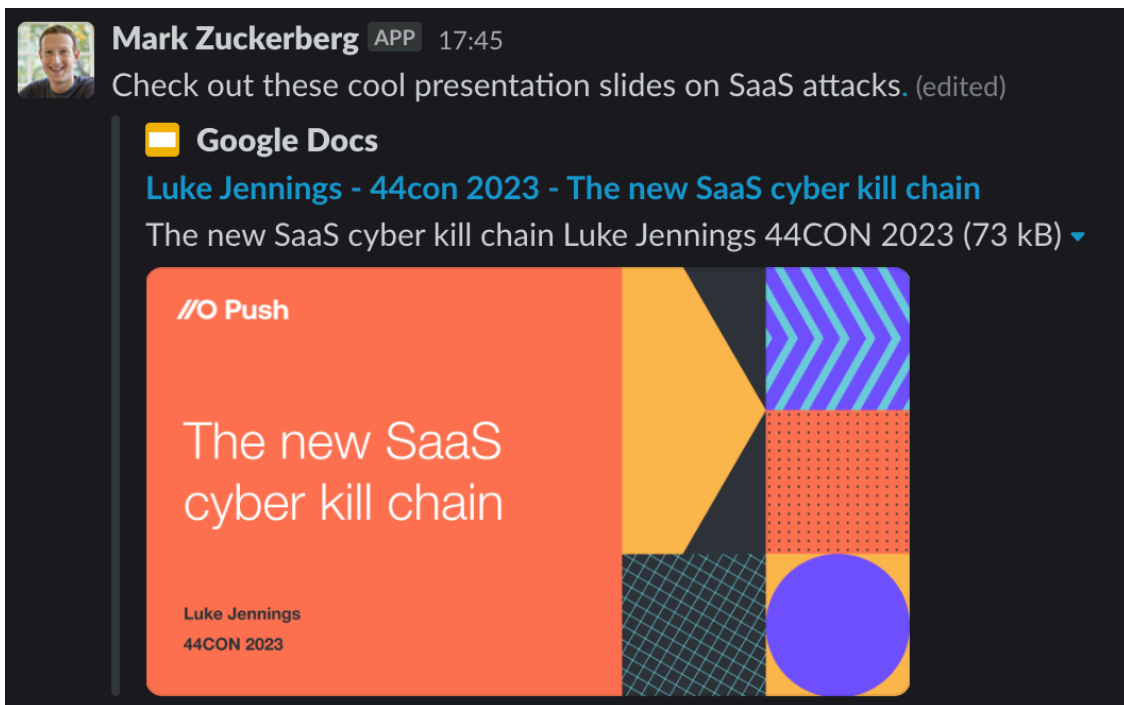 Mark Zuckerberg APP 17:45
Check out these cool presentation slides on SaaS attacks. (edited)
Google Docs
Luke Jennings - 44con 2023 - The new SaaS cyber kill chain
The new SaaS cyber kill chain Luke Jennings 44CON 2023 (73 kB)
//O Push
The new SaaS
cyber kill chain
Luke Jennings
44CON 2023